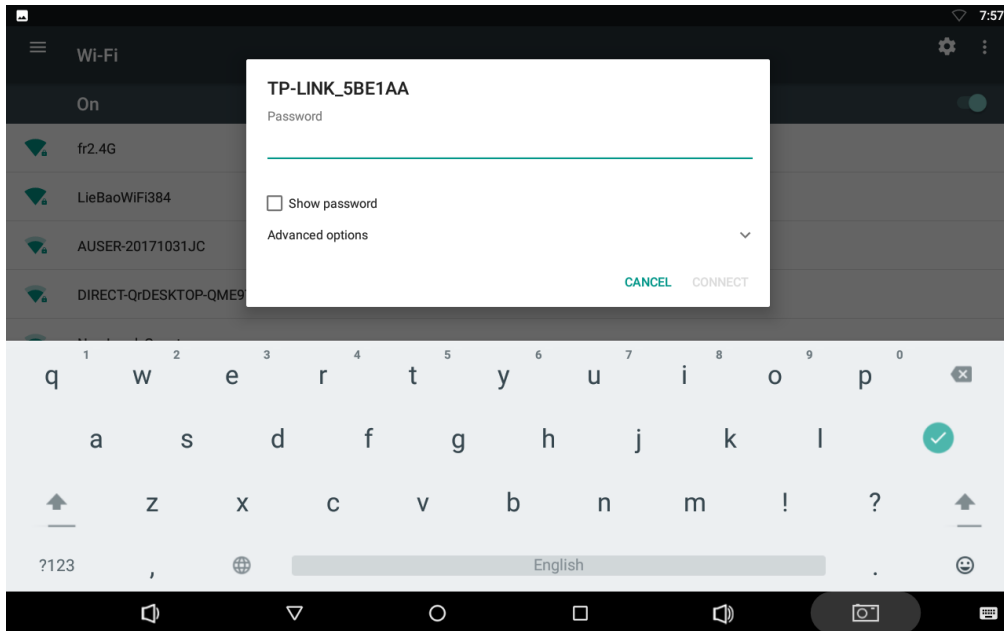 7:57
Wi-Fi
TP-LINK_5BE1AA
Password
On
fr2.4G
LieBaoWiFi384
Show password
AUSER-20171031JC
Advanced options
CANCEL CONNECT
DIRECT-QrDESKTOP-QME9
1 2 3 4 5 6 7 8 9 0
q w e r t y u i o p
a s d f g h j k l
z x c v b n m ! ?
?123 , English .